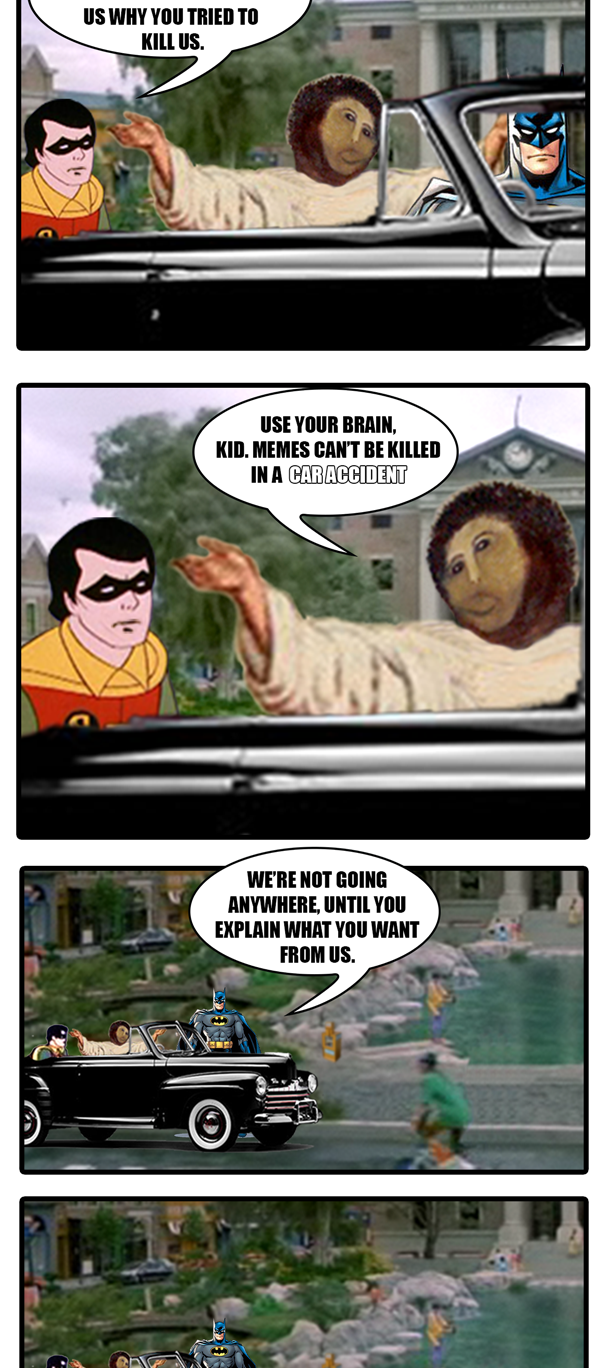 US WHY YOU TRIED TO
KILL US.
USE YOUR BRAIN,
KID. MEMES CAN'T BE KILLED
IN A CAR ACCIDENT
WE'RE NOT GOING
ANYWHERE, UNTIL YOU
EXPLAIN WHAT YOU WANT
FROM US.